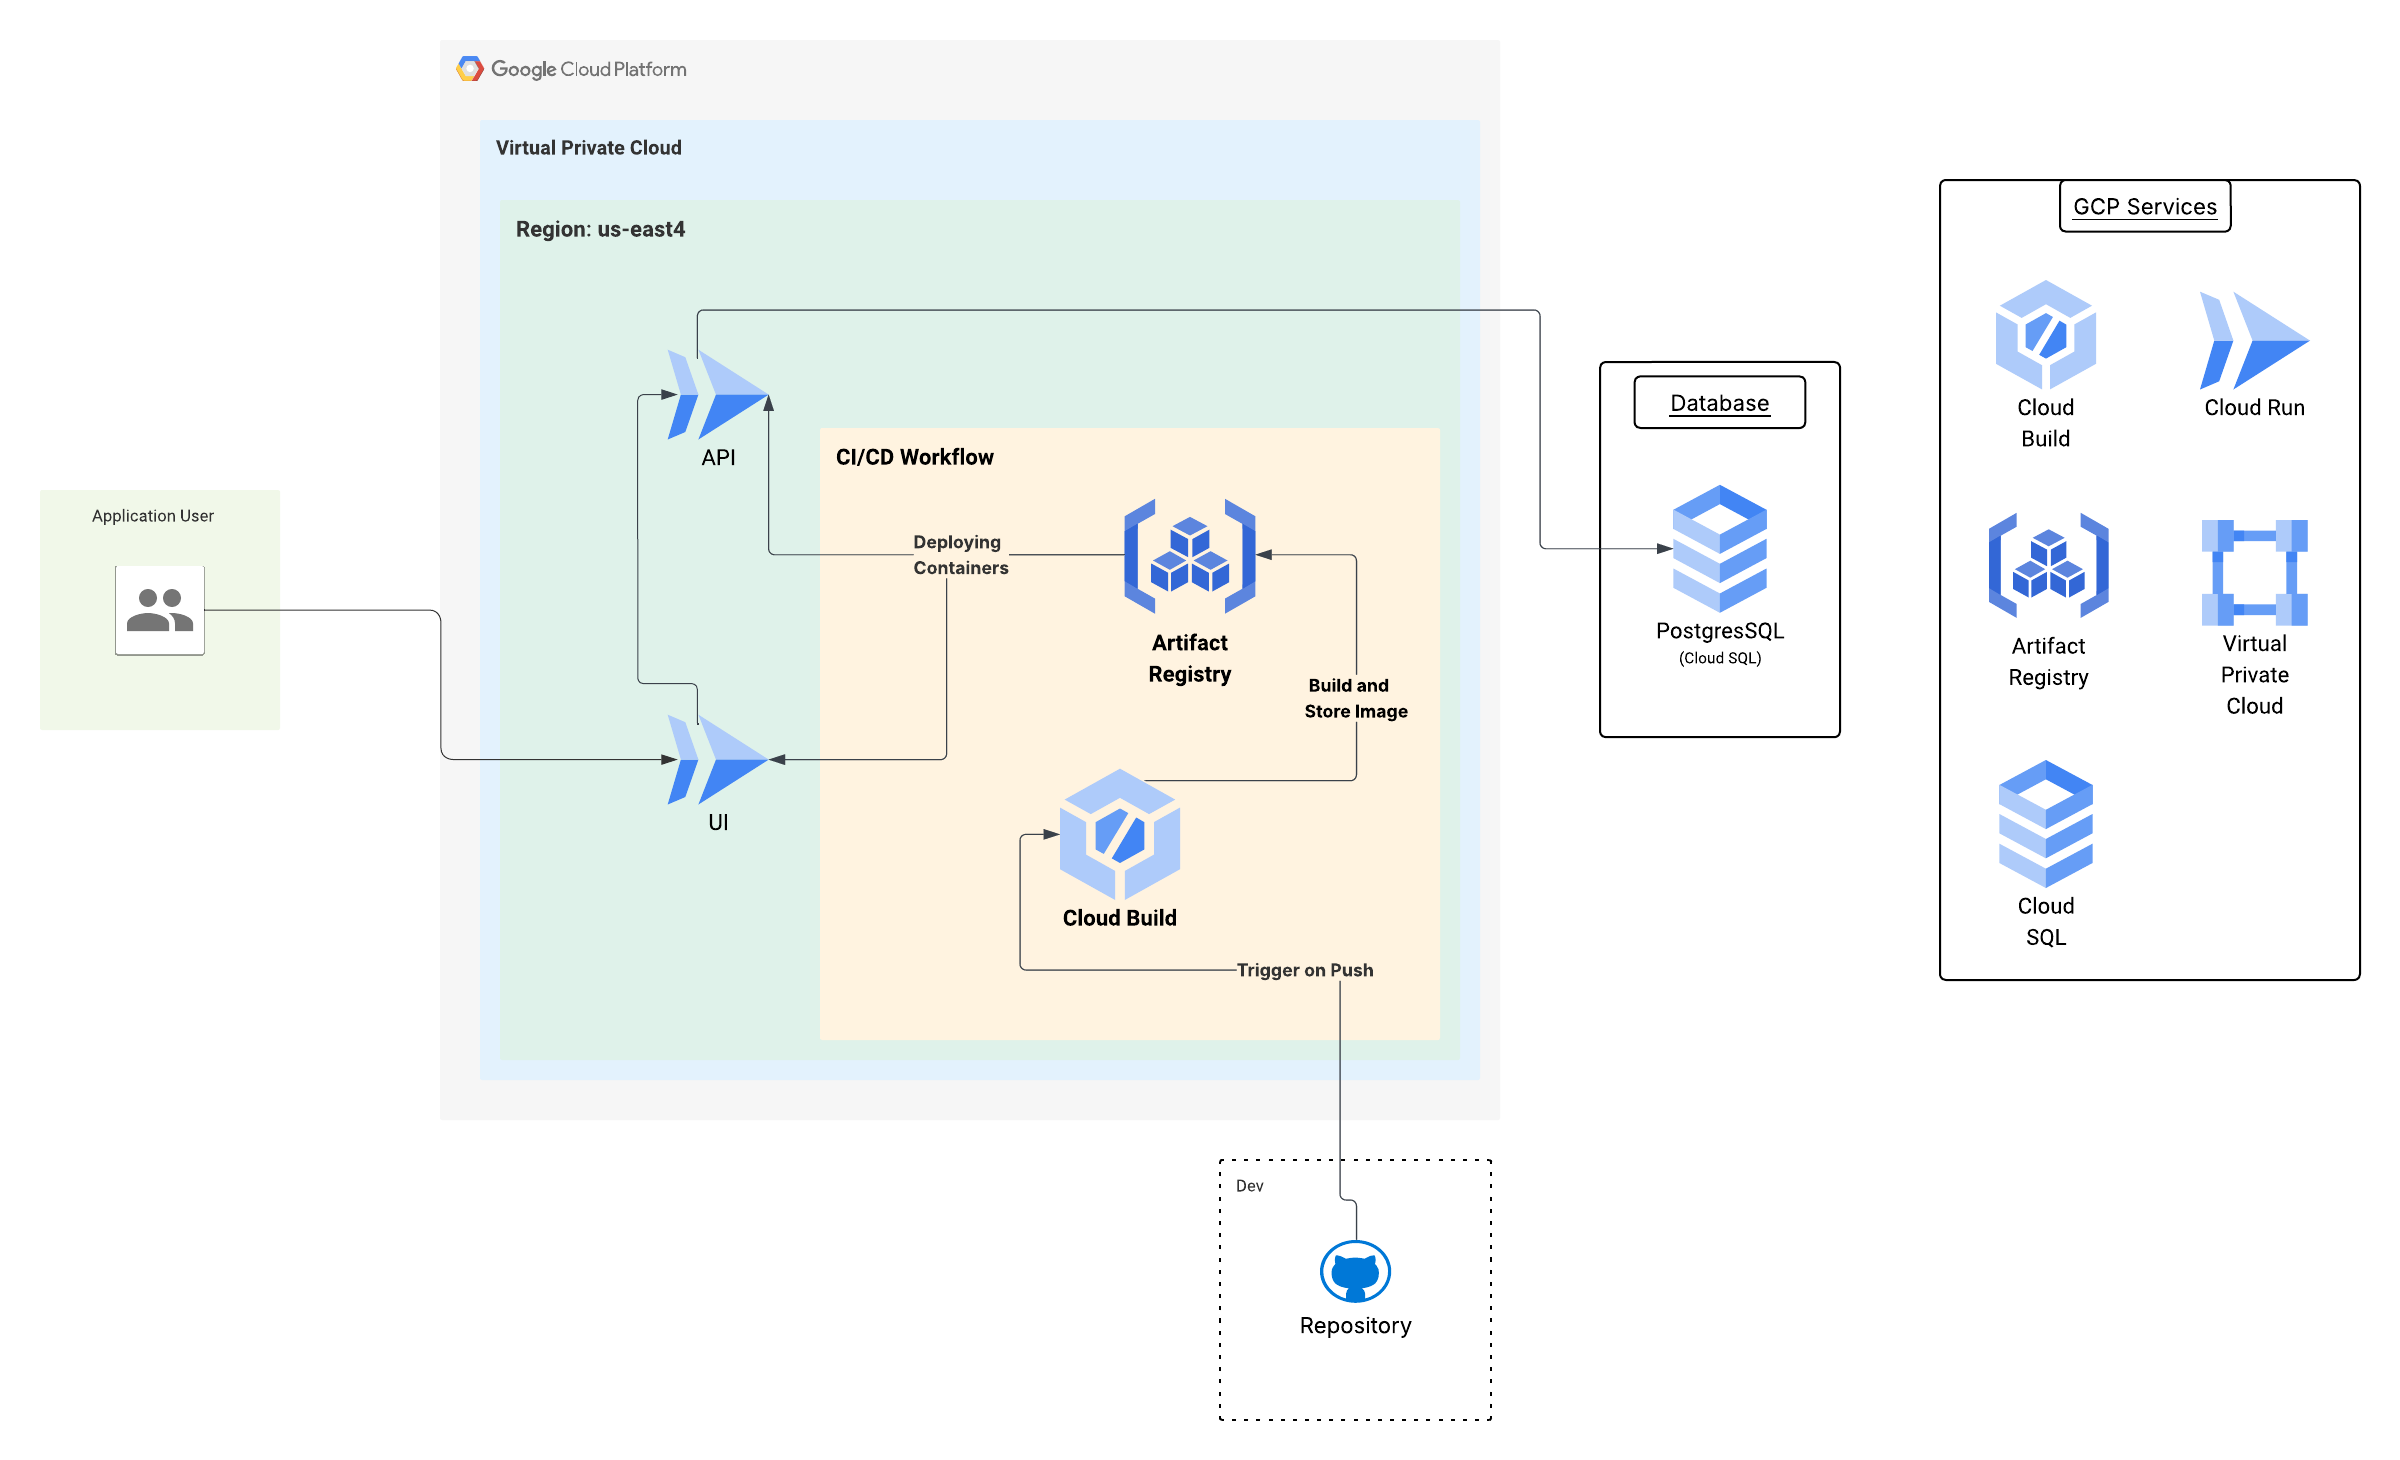 Google Cloud Platform
Virtual Private Cloud
Region: us-east4
API
CI/CD Workflow
Deploying
Containers
Artifact
Registry
Build and
Store Image
Application User
UI
Cloud Build
Trigger on Push
Dev
Repository
Database
PostgresSQL
(Cloud SQL)
GCP Services
Cloud
Build
Cloud Run
Artifact
Registry
Virtual
Private
Cloud
Cloud
SQL